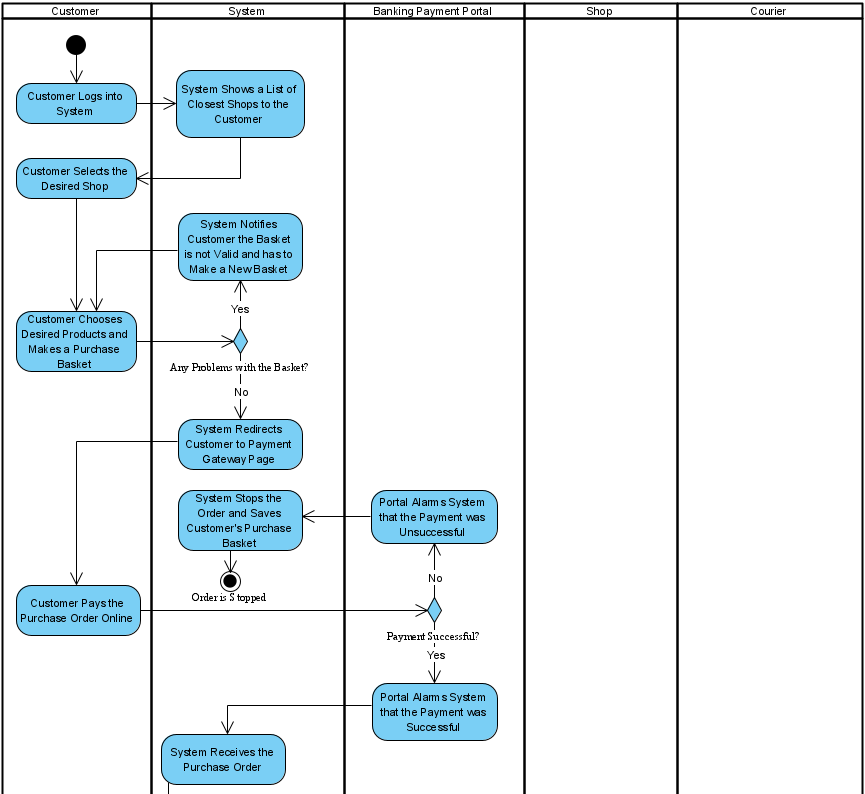 Customer
System
Banking Payment Portal
Shop
Courier
Customer Logs into
System
System Shows a List of
Closest Shops to the
Customer
Customer Selects the
Desired Shop
System Notifies
Customer the Basket
is not Valid and has to
Make a New Basket
Yes
Customer Chooses
Desired Products and
Makes a Purchase
Basket
Any Problems with the Basket?
No
System Redirects
Customer to Payment
Gateway Page
System Stops the
Order and Saves
Customer's Purchase
Basket
Portal Alarms System
that the Payment was
Unsuccessful
No
Order is Stopped
Customer Pays the
Purchase Order Online
Payment Successful?
Yes
Portal Alarms System
that the Payment was
Successful
System Receives the
Purchase Order